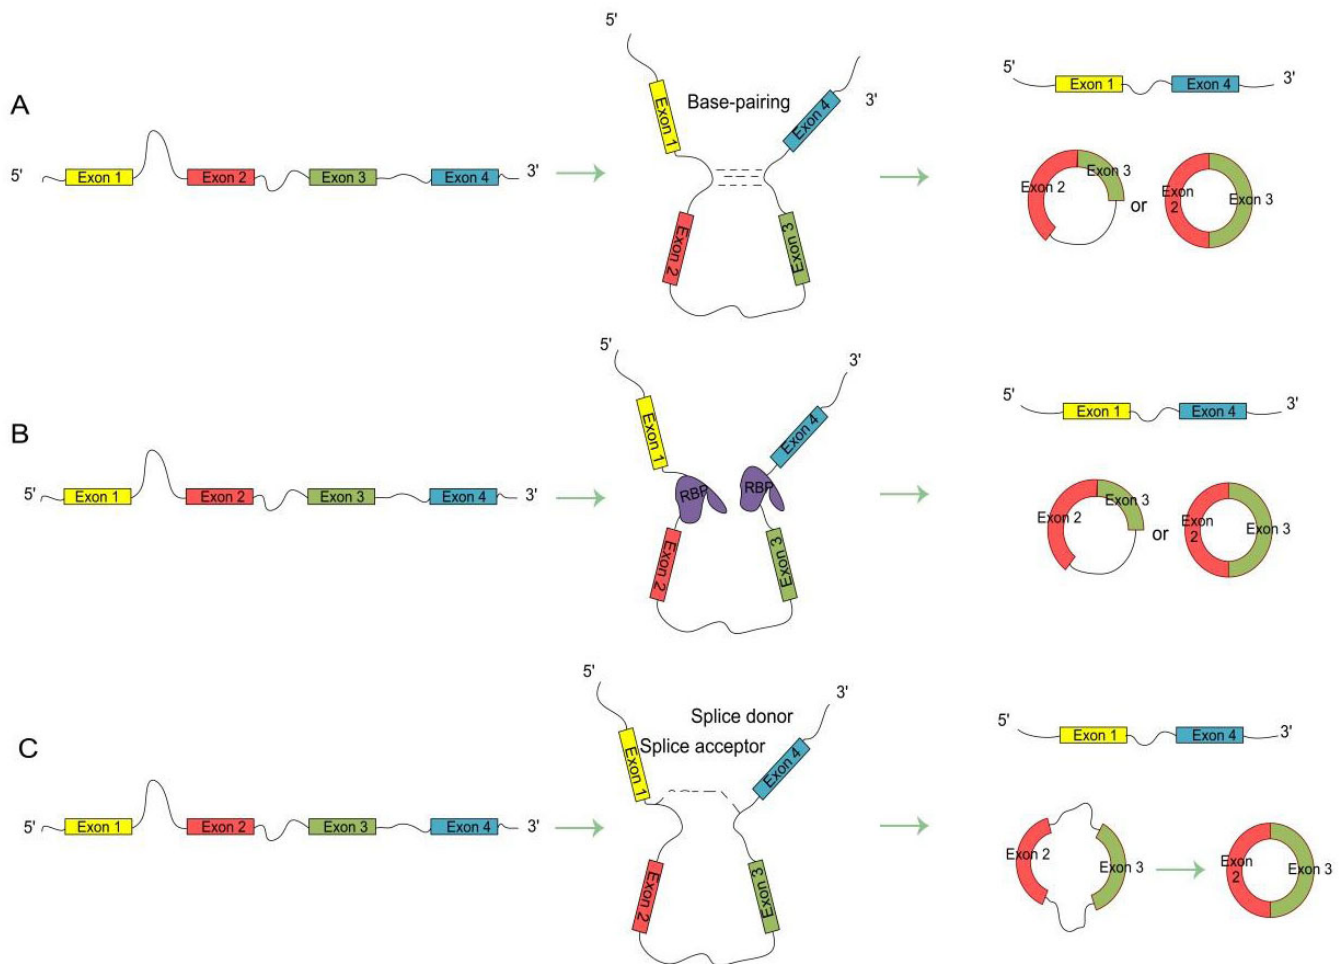 A
5'
Exon 1
Exon 2
Exon 3
Exon 4
3'
5'
Exon 1
Base-pairing
Exon 4
3'
Exon 2
Exon 3
5'
Exon 1
Exon 4
3'
Exon 2
Exon 3
or
Exon
2
Exon 3
B
5'
Exon 1
Exon 2
Exon 3
Exon 4
3'
5'
Exon 1
3'
Exon 4
RBP
RBP
Exon 2
Exon 3
5'
Exon 1
Exon 4
3'
Exon 2
Exon 3
or
Exon
2
Exon 3
C
5'
Exon 1
Exon 2
Exon 3
Exon 4
3'
5'
Exon 1
Splice donor
Splice acceptor
3'
Exon 4
Exon 2
Exon 3
5'
Exon 1
Exon 4
3'
Exon 2
Exon 3
Exon
2
Exon 3